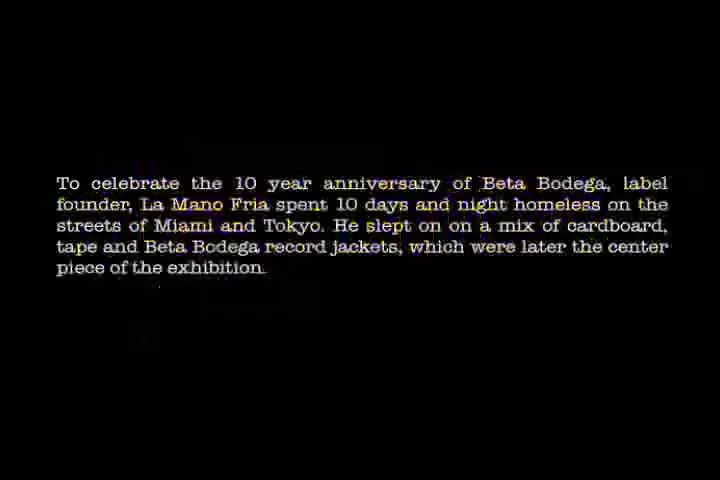 To celebrate the 10 year anniversary of Beta Bodega, label
founder, La Mano Fria spent 10 days and night homeless on the
streets of Miami and Tokyo. He slept on on a mix of cardboard,
tape and Beta Bodega record jackets, which were later the center
piece of the exhibition.